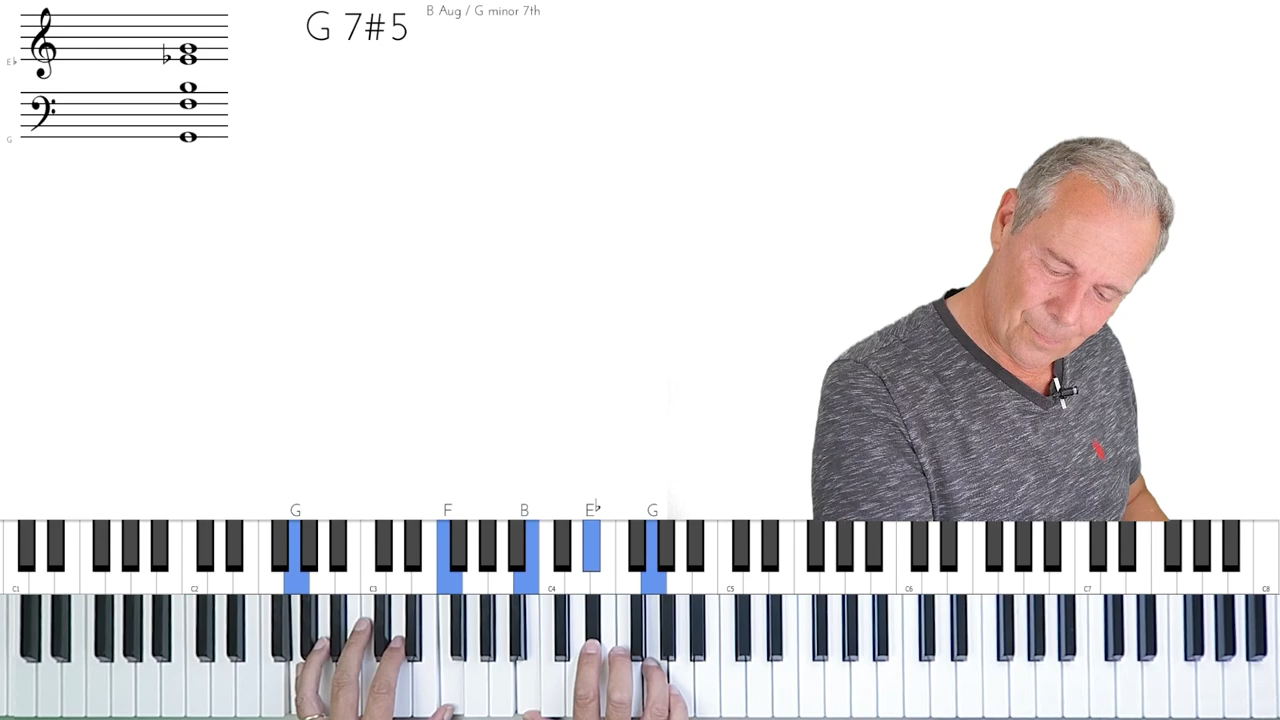 B Aug / G minor 7th
G 7#5
E♭
G
G F B E♭ G
C1 C2 C3 C4 C5 C6 C7 C8